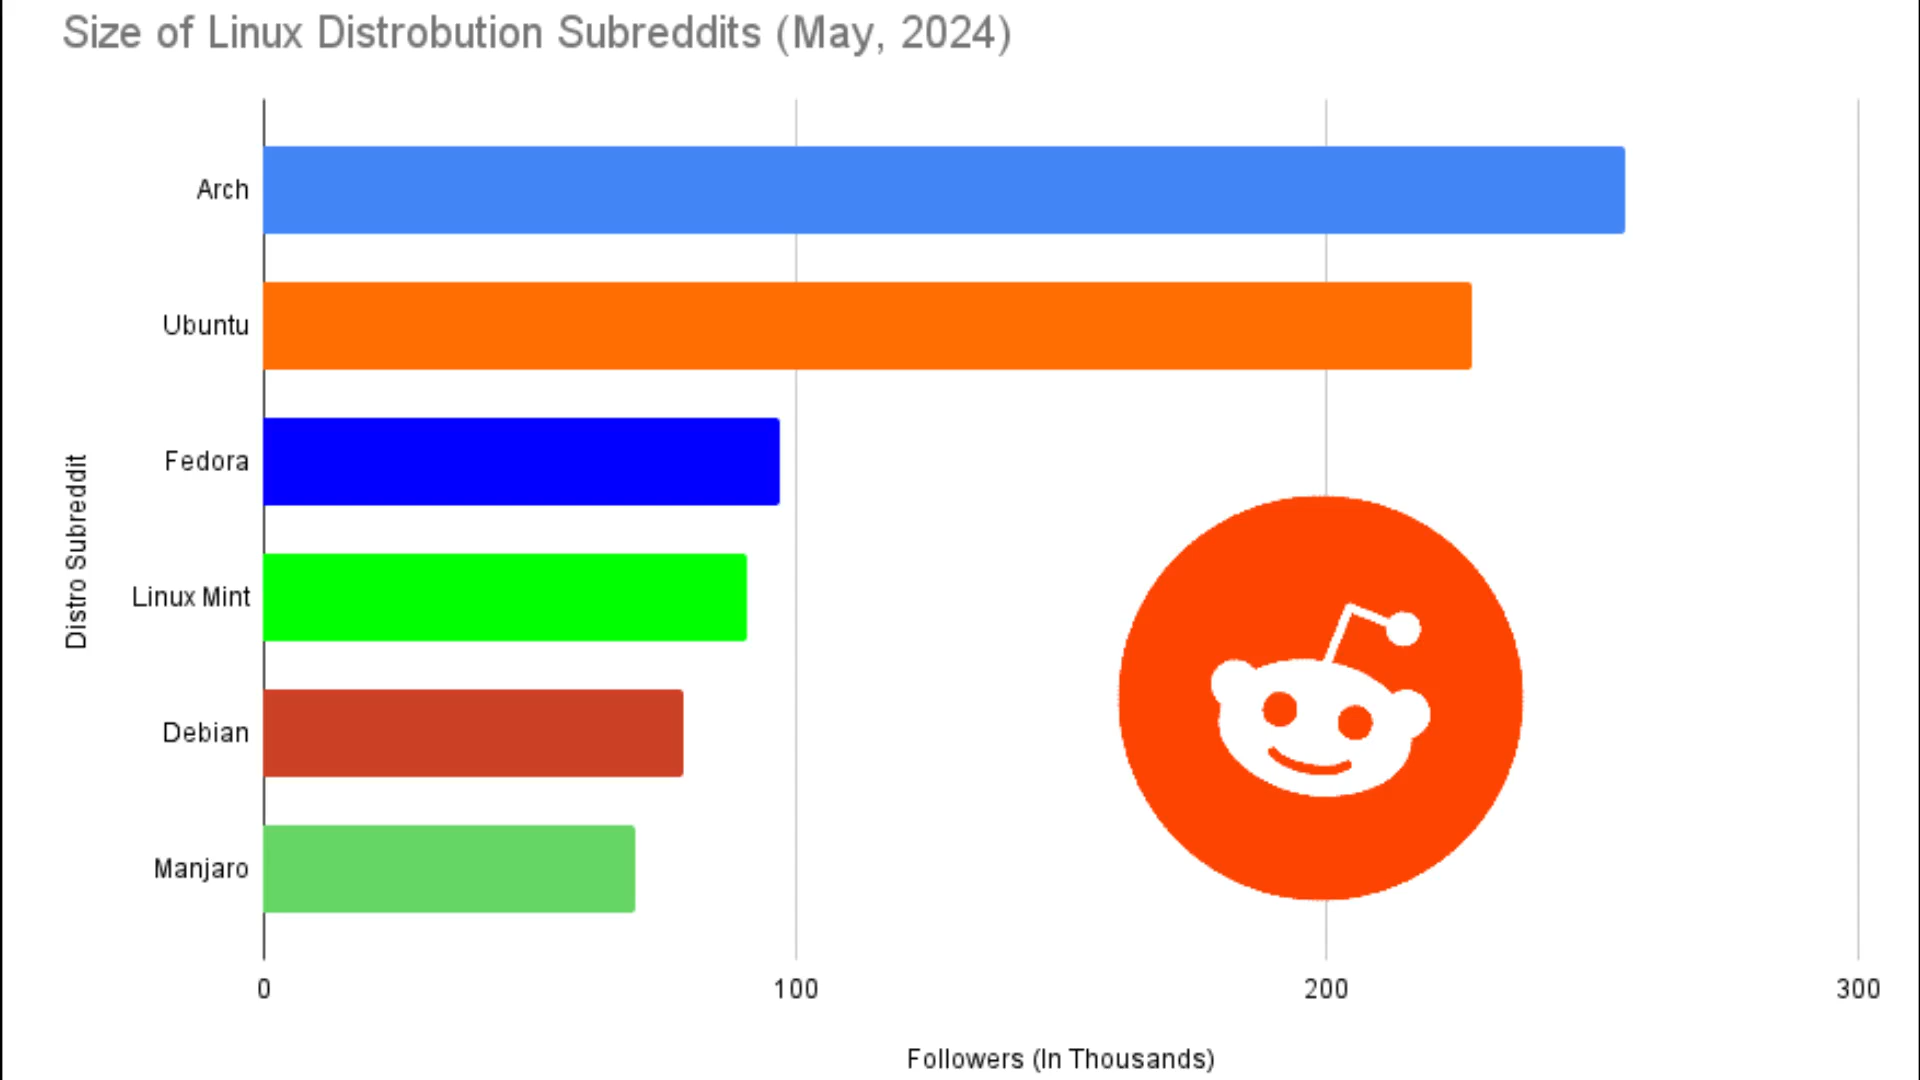 Size of Linux Distrobution Subreddits (May, 2024)
Distro Subreddit
Arch
Ubuntu
Fedora
Linux Mint
Debian
Manjaro
0 100 200 300
Followers (In Thousands)